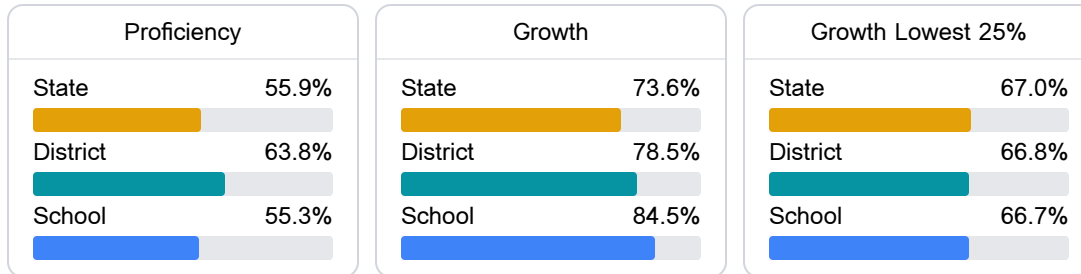 Proficiency
State 55.9%
District 63.8%
School 55.3%
Growth
State 73.6%
District 78.5%
School 84.5%
Growth Lowest 25%
State 67.0%
District 66.8%
School 66.7%